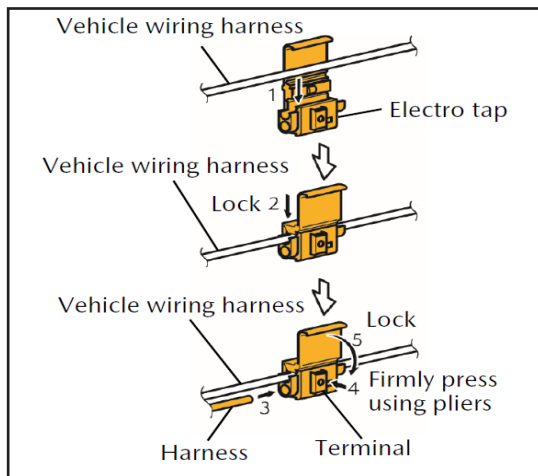 Vehicle wiring harness
1
Electro tap
Vehicle wiring harness
Lock 2
Vehicle wiring harness
Lock
5
4
Firmly press
using pliers
3
Harness
Terminal